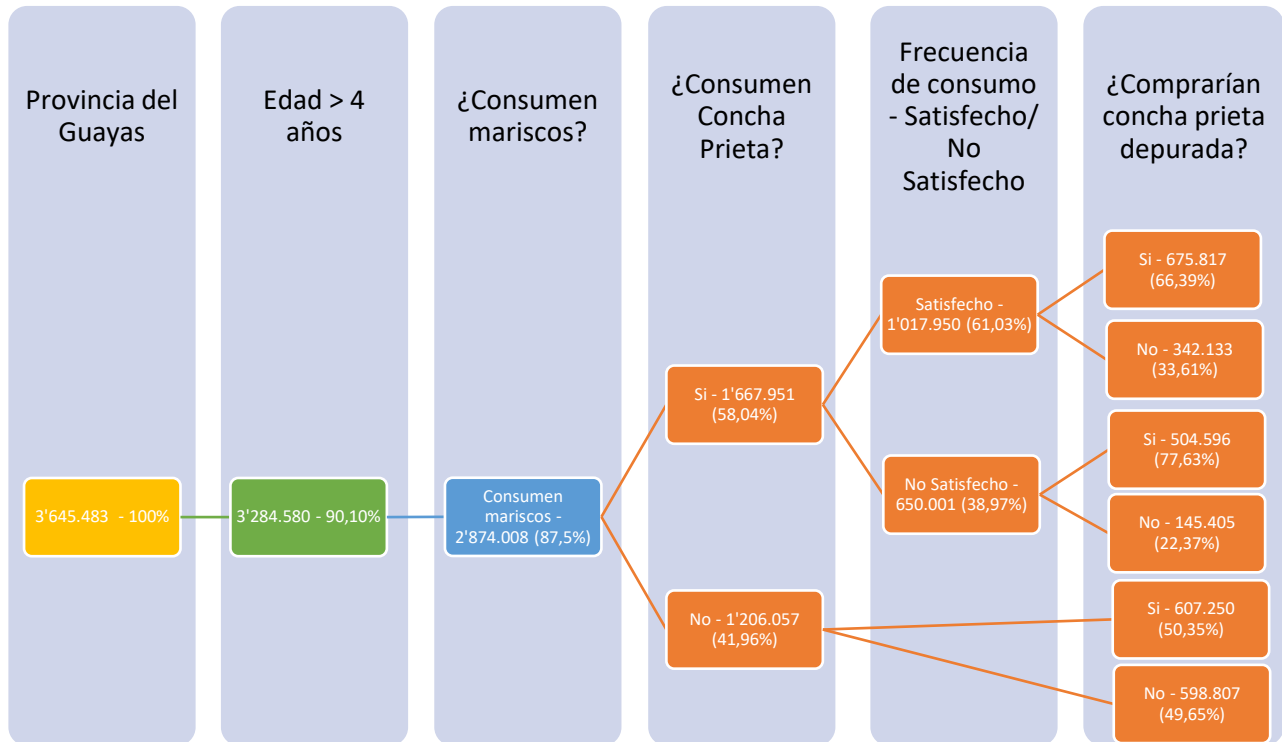 Provincia del
Guayas
Edad > 4
años
¿Consumen
mariscos?
¿Consumen
Concha
Prieta?
Frecuencia
de consumo
- Satisfecho/
No
Satisfecho
¿Comprarían
concha prieta
depurada?
3'645.483 - 100%
3'284.580 - 90,10%
Consumen
mariscos -
2'874.008 (87,5%)
Si - 1'667.951
(58,04%)
No - 1'206.057
(41,96%)
Satisfecho -
1'017.950 (61,03%)
No Satisfecho -
650.001 (38,97%)
Si - 675.817
(66,39%)
No - 342.133
(33,61%)
Si - 504.596
(77,63%)
No - 145.405
(22,37%)
Si - 607.250
(50,35%)
No - 598.807
(49,65%)